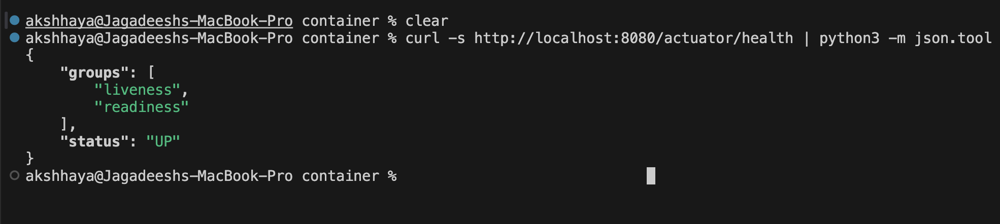 akshhaya@Jagadeeshs-MacBook-Pro container % clear
akshhaya@Jagadeeshs-MacBook-Pro container % curl -s http://localhost:8080/actuator/health | python3 -m json.tool
{
    "groups": [
        "liveness",
        "readiness"
    ],
    "status": "UP"
}
akshhaya@Jagadeeshs-MacBook-Pro container %